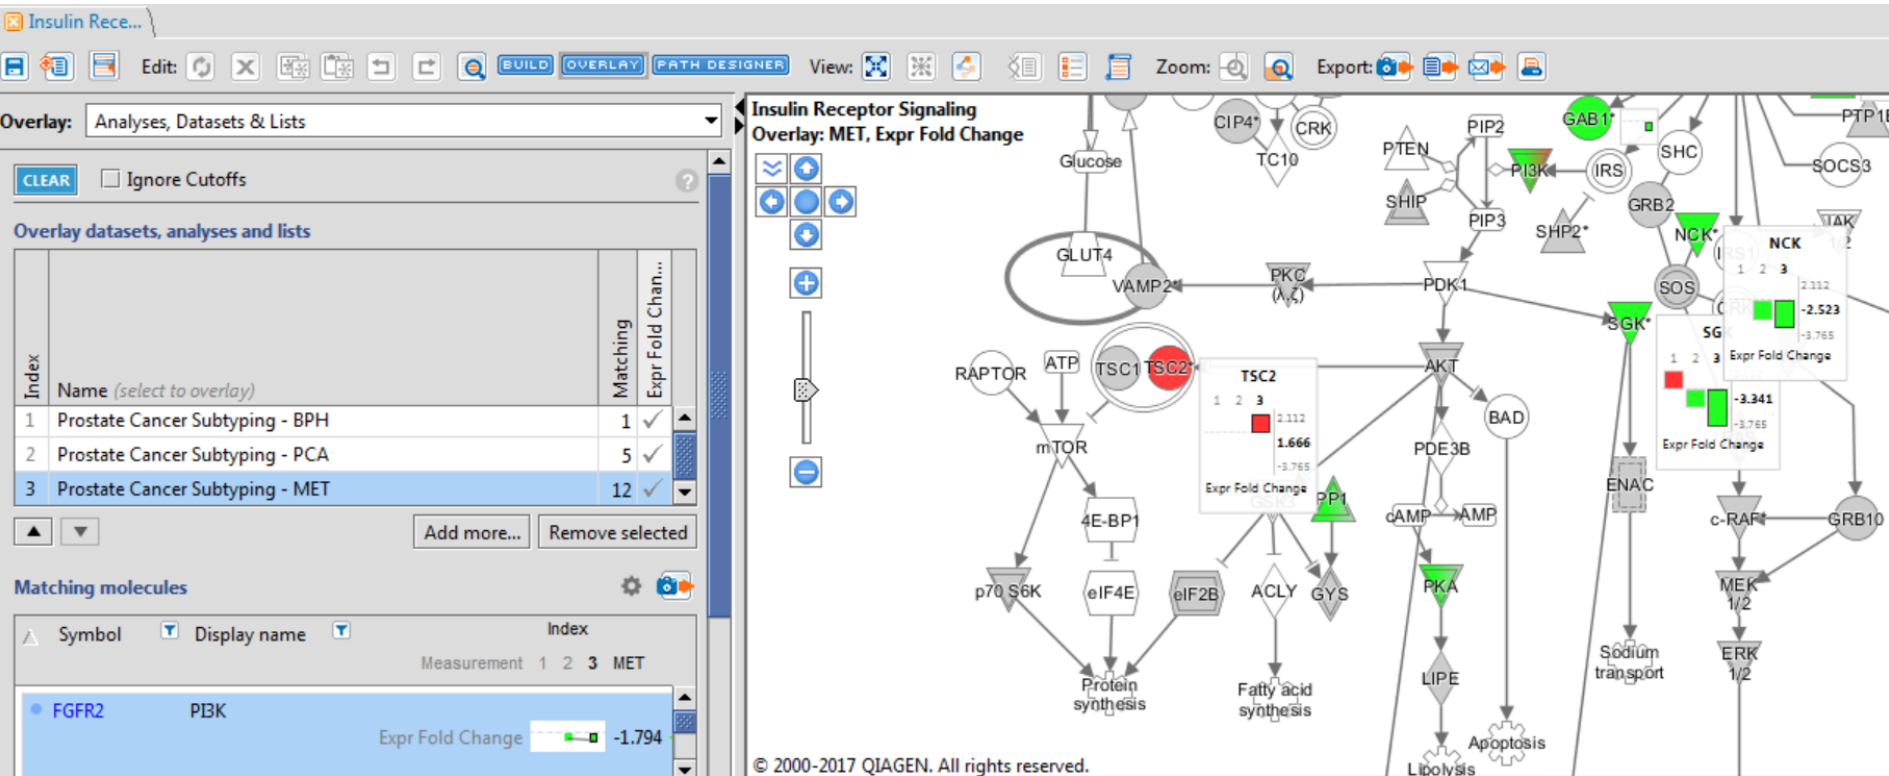 Insulin Rece...
Edit: BUILD OVERLAY PATH DESIGNER View: Zoom: Export:
Overlay: Analyses, Datasets & Lists
CLEAR Ignore Cutoffs ?
Overlay datasets, analyses and lists
Index Name (select to overlay) Matching Expr Fold Chan...
1 Prostate Cancer Subtyping - BPH 1
2 Prostate Cancer Subtyping - PCA 5
3 Prostate Cancer Subtyping - MET 12
Add more... Remove selected
Matching molecules
Symbol Display name Index
Measurement 1 2 3 MET
FGFR2 PI3K
Expr Fold Change -1.794
Insulin Receptor Signaling
Overlay: MET, Expr Fold Change
CIP4* CRK PIP2 GAB1* PTP1B
Glucose TC10 PTEN PI3K* IRS SHC SOCS3
SHIP PIP3 SHP2* GRB2 NCK* JAK
1/2
GLUT4 VAMP2* PKC
(λ,ζ) PDK1 SOS IRS1
NCK
1 2 3
2.112
-2.523
-3.765
Expr Fold Change
SGK*
SGK
1 2 3
-3.341
-3.765
Expr Fold Change
RAPTOR ATP TSC1 TSC2* AKT
TSC2
1 2 3
2.112
1.666
-3.765
Expr Fold Change
GSK3
mTOR BAD
PDE3B
4E-BP1 PP1 cAMP AMP ENAC c-RAF* GRB10
p70 S6K eIF4E eIF2B ACLY GYS PKA MEK
1/2
Protein
synthesis
Fatty acid
synthesis
LIPE
Sodium
transport
ERK
1/2
Apoptosis
Lipolysis
© 2000-2017 QIAGEN. All rights reserved.